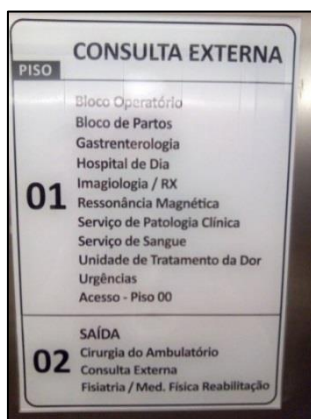 CONSULTA EXTERNA
PISO
01
Bloco Operatório
Bloco de Partos
Gastrenterologia
Hospital de Dia
Imagiologia / RX
Ressonância Magnética
Serviço de Patologia Clínica
Serviço de Sangue
Unidade de Tratamento da Dor
Urgências
Acesso - Piso 00
02
SAÍDA
Cirurgia do Ambulatório
Consulta Externa
Fisiatria / Med. Física Reabilitação